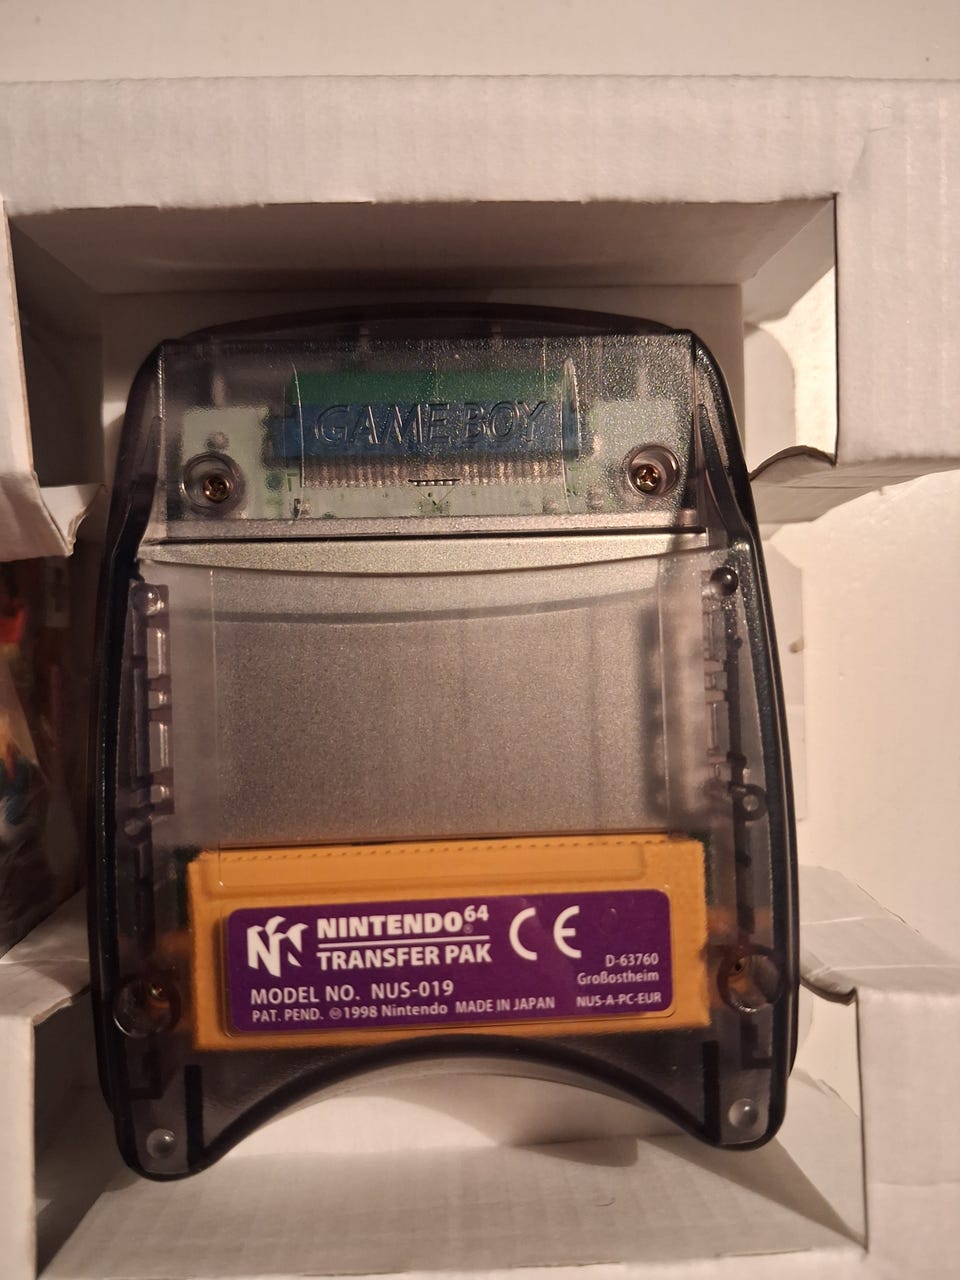 GAME BOY
NINTENDO64®
TRANSFER PAK
MODEL NO. NUS-019
PAT. PEND. ©1998 Nintendo MADE IN JAPAN
D-63760
Großostheim
NUS-A-PC-EUR